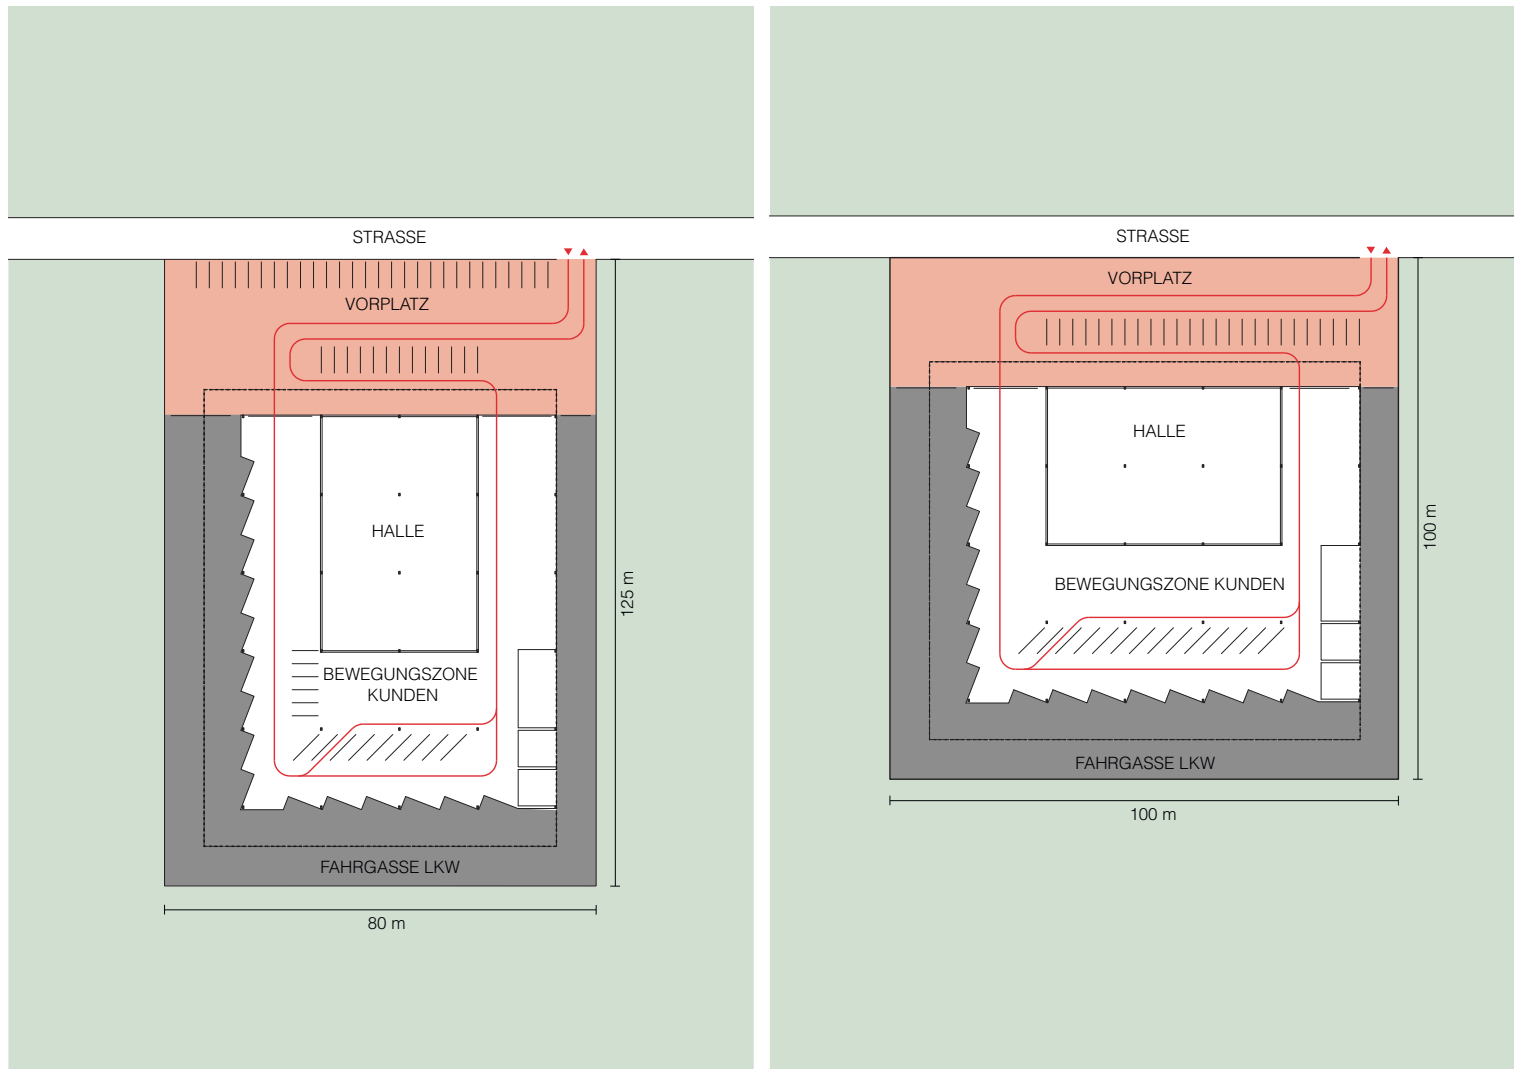 STRASSE
VORPLATZ
HALLE
BEWEGUNGSZONE
KUNDEN
FAHRGASSE LKW
125 m
80 m
STRASSE
VORPLATZ
HALLE
BEWEGUNGSZONE KUNDEN
FAHRGASSE LKW
100 m
100 m